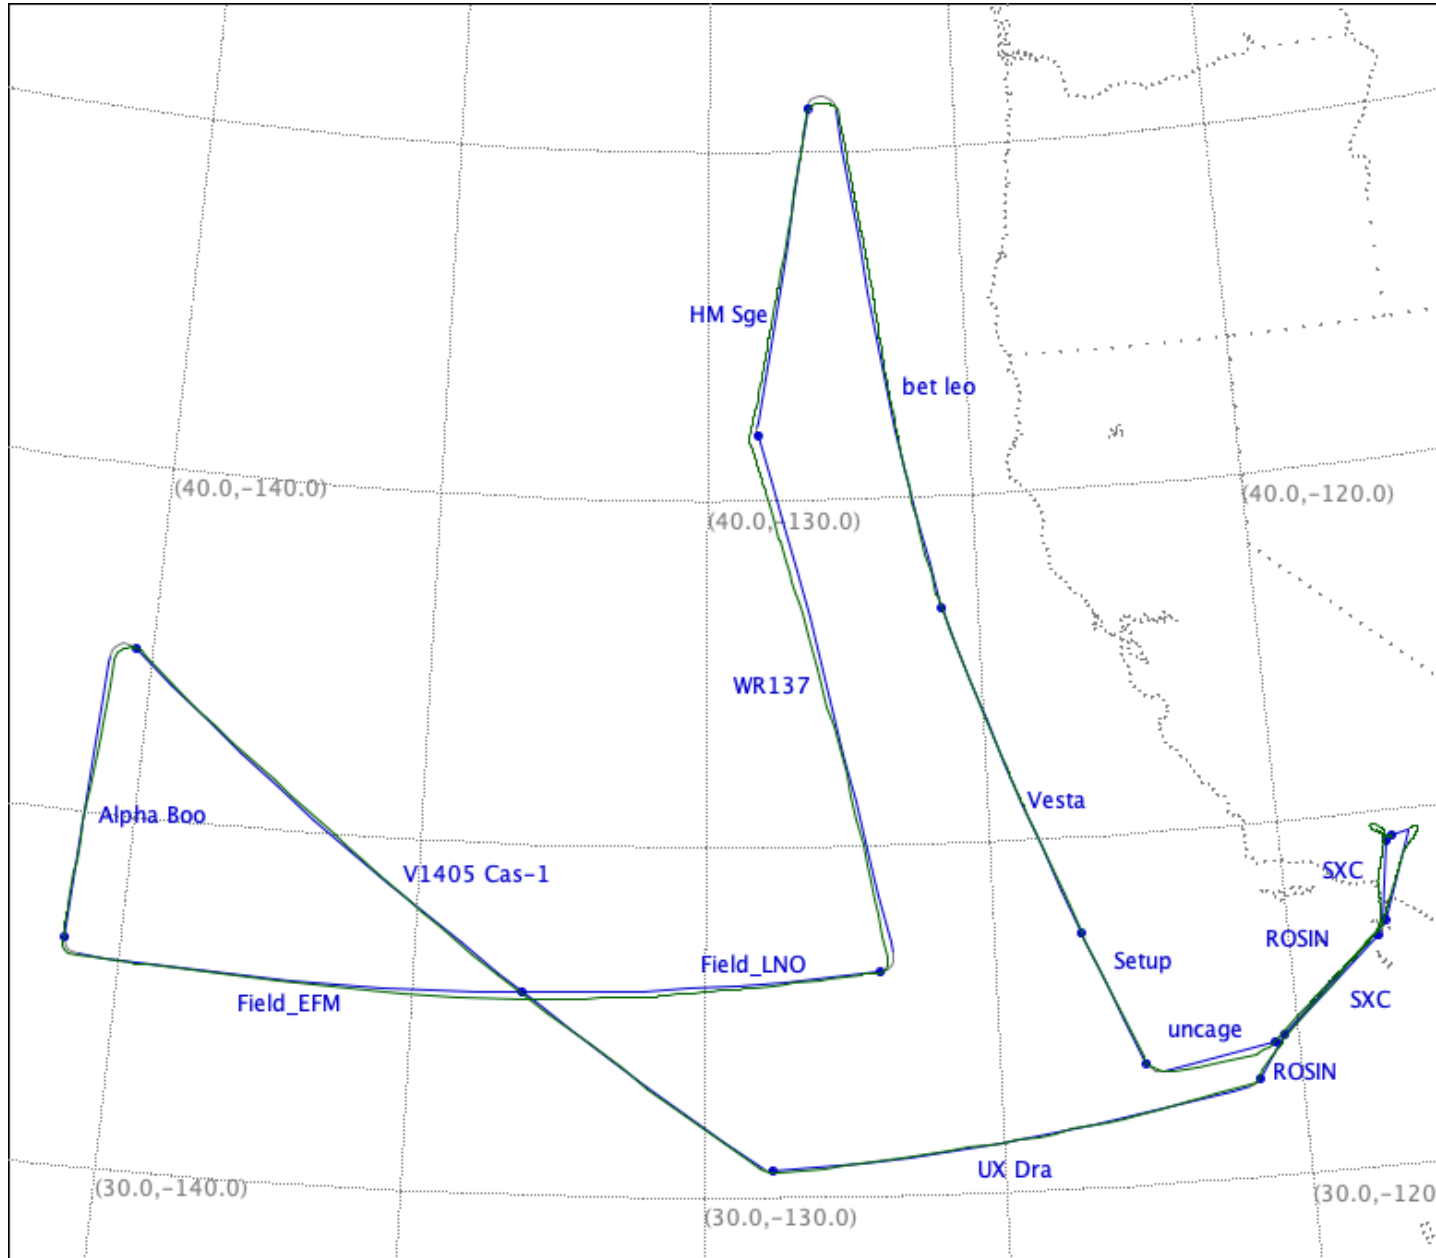 HM Sge
bet leo
(40.0,-140.0)
(40.0,-130.0)
(40.0,-120.0)
WR137
Alpha Boo
Vesta
V1405 Cas-1
SXC
ROSIN
Field_LNO
Setup
Field_EFM
SXC
uncage
ROSIN
UX Dra
(30.0,-140.0)
(30.0,-130.0)
(30.0,-120